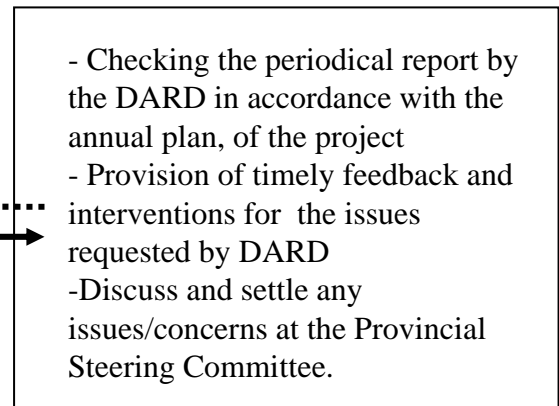 - Checking the periodical report by
the DARD in accordance with the
annual plan, of the project
- Provision of timely feedback and
interventions for  the issues
requested by DARD
-Discuss and settle any
issues/concerns at the Provincial
Steering Committee.